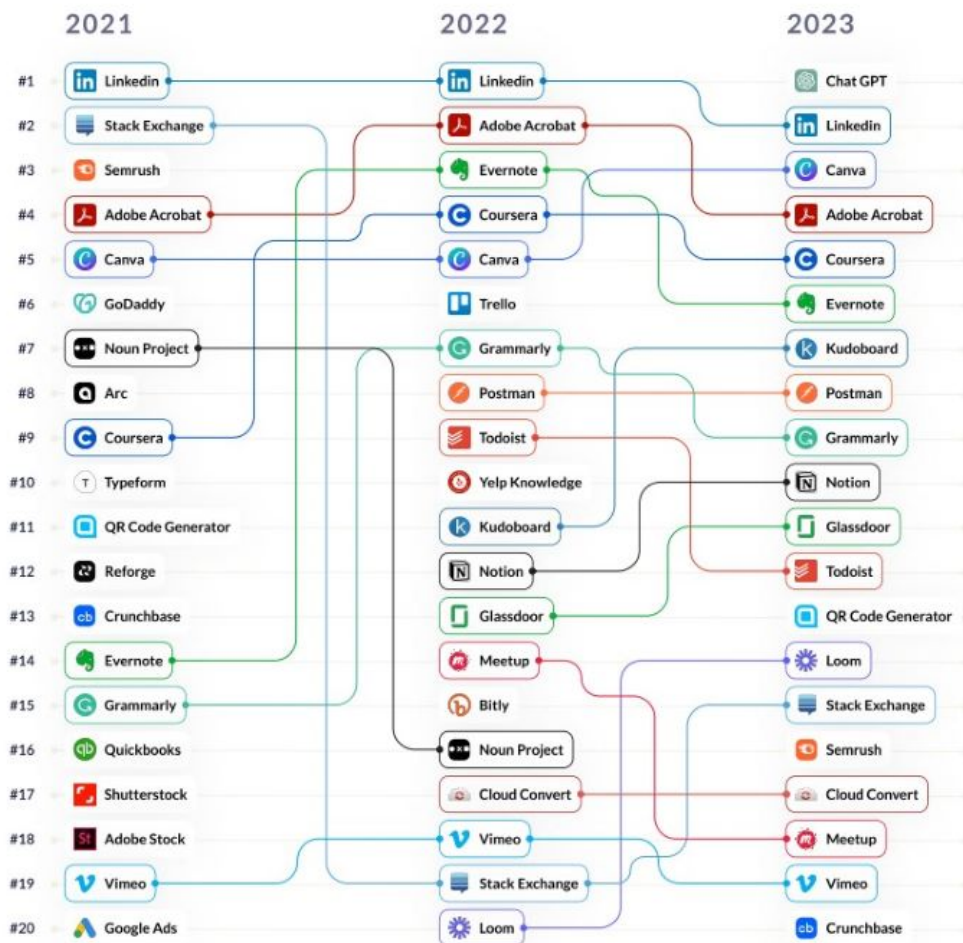 2021 2022 2023
#1 Linkedin Linkedin Chat GPT
#2 Stack Exchange Adobe Acrobat Linkedin
#3 Semrush Evernote Canva
#4 Adobe Acrobat Coursera Adobe Acrobat
#5 Canva Canva Coursera
#6 GoDaddy Trello Evernote
#7 Noun Project Grammarly Kudoboard
#8 Arc Postman Postman
#9 Coursera Todoist Grammarly
#10 T Typeform Yelp Knowledge Notion
#11 QR Code Generator Kudoboard Glassdoor
#12 Reforge Notion Todoist
#13 cb Crunchbase Glassdoor QR Code Generator
#14 Evernote Meetup Loom
#15 Grammarly Bitly Stack Exchange
#16 qb Quickbooks Noun Project Semrush
#17 Shutterstock Cloud Convert Cloud Convert
#18 St Adobe Stock Vimeo Meetup
#19 Vimeo Stack Exchange Vimeo
#20 Google Ads Loom cb Crunchbase